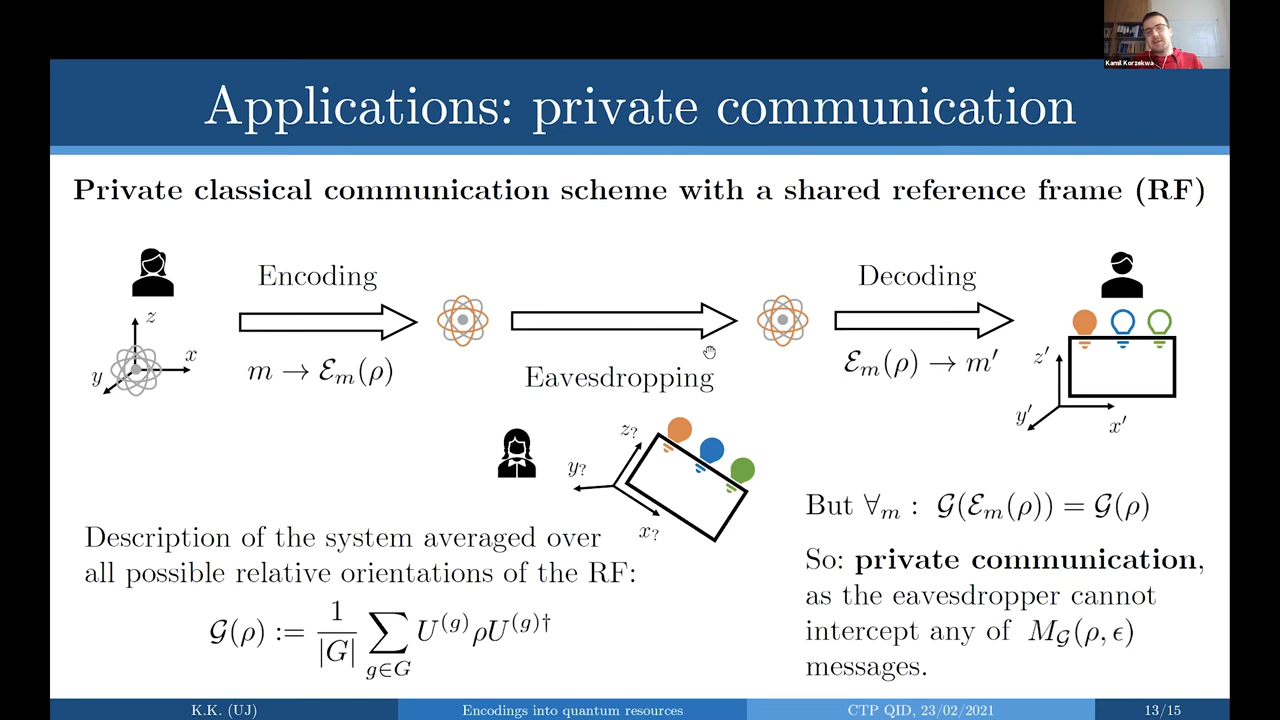 Kamil Korzekwa
Applications: private communication
Private classical communication scheme with a shared reference frame (RF)
Encoding
Decoding
z
x
y
m → ℰ_m(ρ)
Eavesdropping
ℰ_m(ρ) → m′
z′
y′
x′
z?
y?
x?
Description of the system averaged over
all possible relative orientations of the RF:
𝒢(ρ) := 1/|G| ∑_{g∈G} U^{(g)} ρ U^{(g)†}
But ∀_m : 𝒢(ℰ_m(ρ)) = 𝒢(ρ)
So: private communication,
as the eavesdropper cannot
intercept any of M_𝒢(ρ, ϵ)
messages.
K.K. (UJ)
Encodings into quantum resources
CTP QID, 23/02/2021
13/15